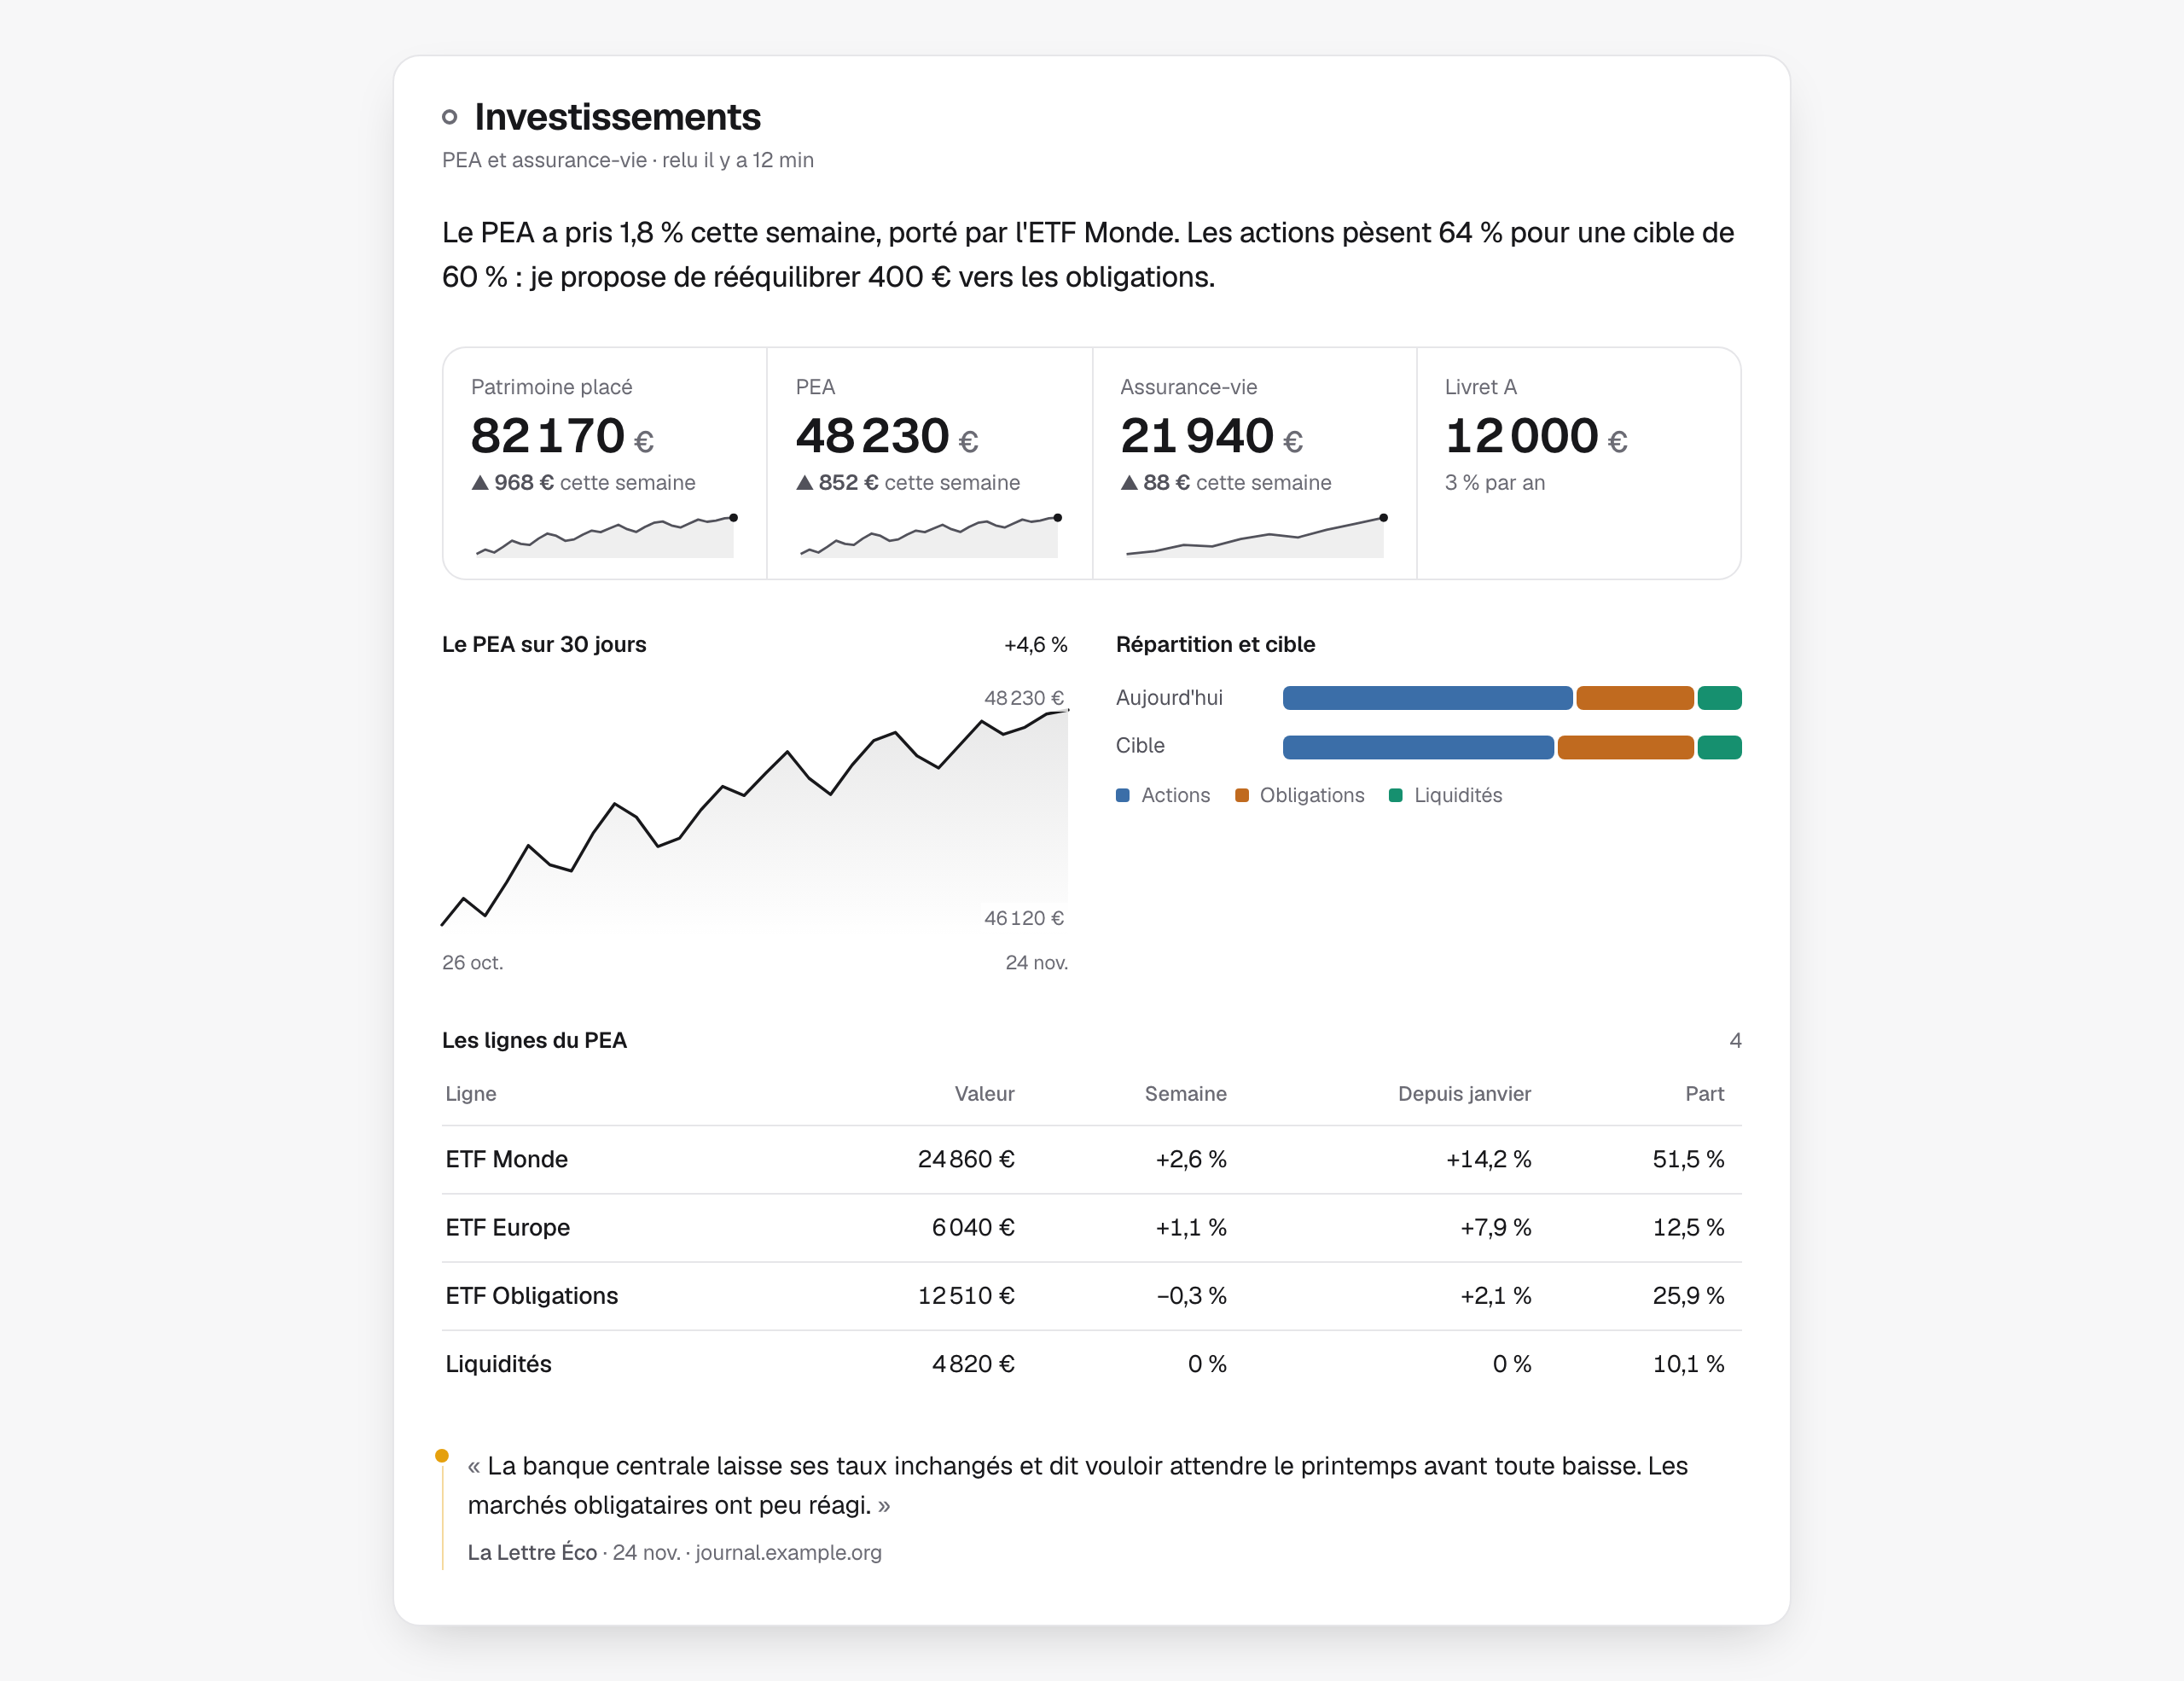 Investissements
PEA et assurance-vie · relu il y a 12 min
Le PEA a pris 1,8 % cette semaine, porté par l'ETF Monde. Les actions pèsent 64 % pour une cible de
60 % : je propose de rééquilibrer 400 € vers les obligations.
Patrimoine placé
82 170 €
▲ 968 € cette semaine
PEA
48 230 €
▲ 852 € cette semaine
Assurance-vie
21 940 €
▲ 88 € cette semaine
Livret A
12 000 €
3 % par an
Le PEA sur 30 jours +4,6 %
48 230 €
46 120 €
26 oct. 24 nov.
Répartition et cible
Aujourd'hui
Cible
Actions Obligations Liquidités
Les lignes du PEA 4
Ligne Valeur Semaine Depuis janvier Part
ETF Monde 24 860 € +2,6 % +14,2 % 51,5 %
ETF Europe 6 040 € +1,1 % +7,9 % 12,5 %
ETF Obligations 12 510 € −0,3 % +2,1 % 25,9 %
Liquidités 4 820 € 0 % 0 % 10,1 %
« La banque centrale laisse ses taux inchangés et dit vouloir attendre le printemps avant toute baisse. Les
marchés obligataires ont peu réagi. »
La Lettre Éco · 24 nov. · journal.example.org